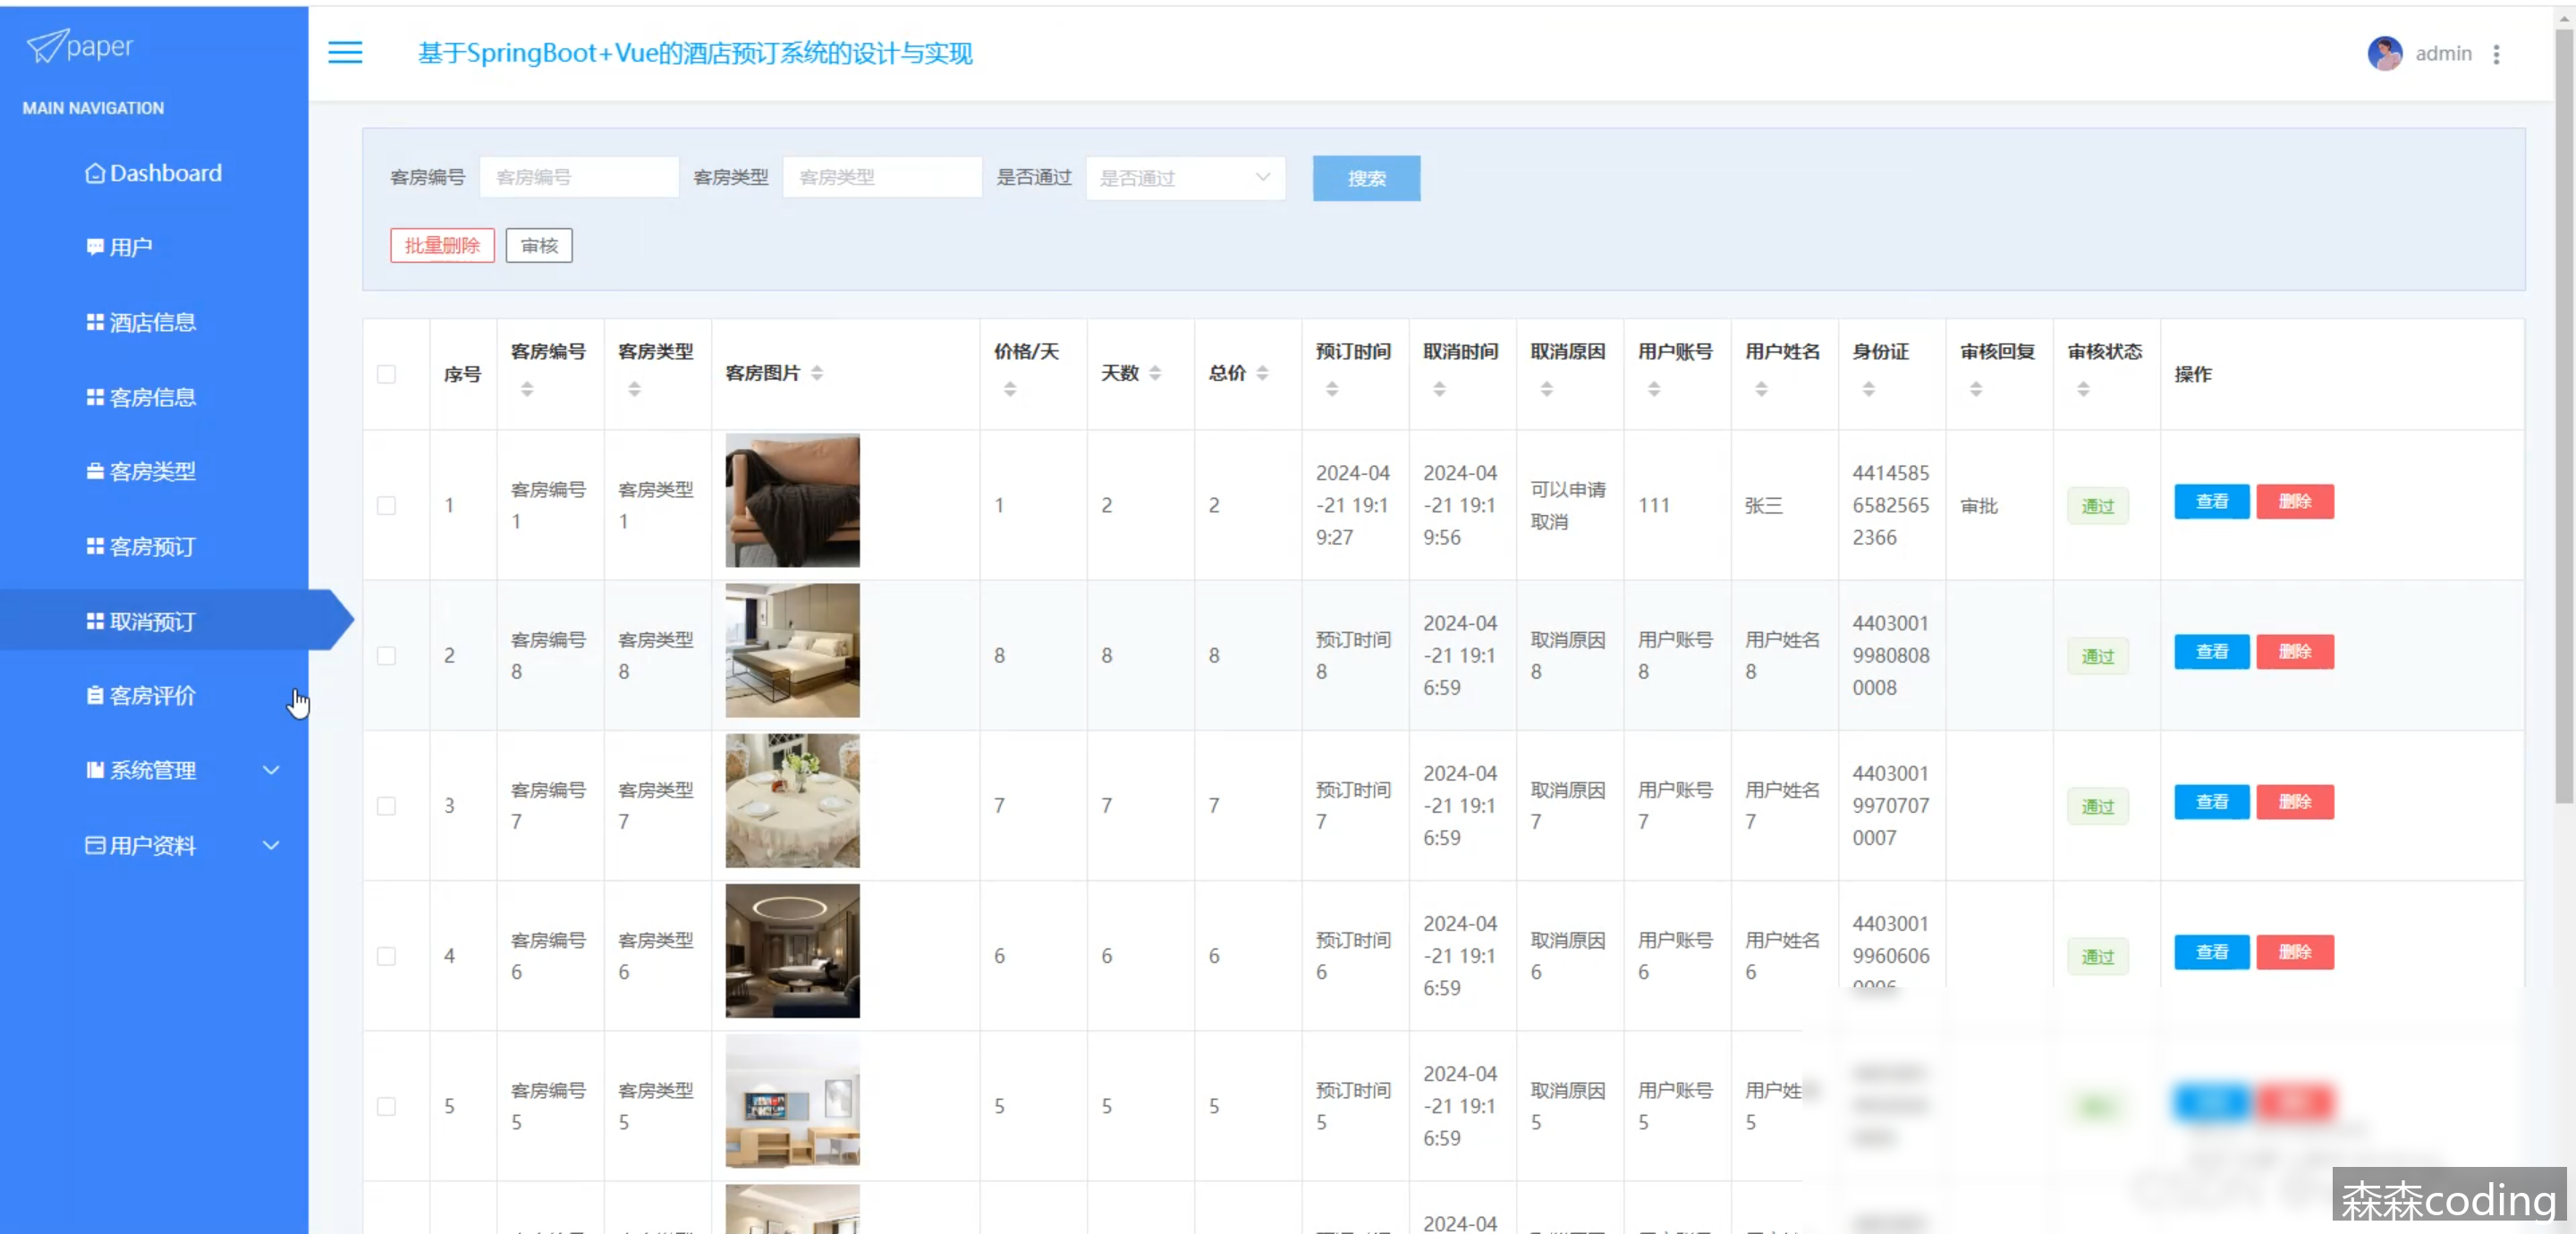 paper
基于SpringBoot+Vue的酒店预订系统的设计与实现
admin
MAIN NAVIGATION
Dashboard
用户
酒店信息
客房信息
客房类型
客房预订
取消预订
客房评价
系统管理
用户资料
客房编号 客房编号 客房类型 客房类型 是否通过 是否通过 搜索
批量删除 审核
序号 客房编号 客房类型 客房图片 价格/天 天数 总价 预订时间 取消时间 取消原因 用户账号 用户姓名 身份证 审核回复 审核状态 操作
1 客房编号1 客房类型1 1 2 2 2024-04-21 19:19:27 2024-04-21 19:19:56 可以申请取消 111 张三 441458565825652366 审批 通过 查看 删除
2 客房编号8 客房类型8 8 8 8 预订时间8 2024-04-21 19:16:59 取消原因8 用户账号8 用户姓名8 440300199808080008 通过 查看 删除
3 客房编号7 客房类型7 7 7 7 预订时间7 2024-04-21 19:16:59 取消原因7 用户账号7 用户姓名7 440300199707070007 通过 查看 删除
4 客房编号6 客房类型6 6 6 6 预订时间6 2024-04-21 19:16:59 取消原因6 用户账号6 用户姓名6 44030019960606 通过 查看 删除
5 客房编号5 客房类型5 5 5 5 预订时间5 2024-04-21 19:16:59 取消原因5 用户账号5 用户姓 5
2024-04
森森coding